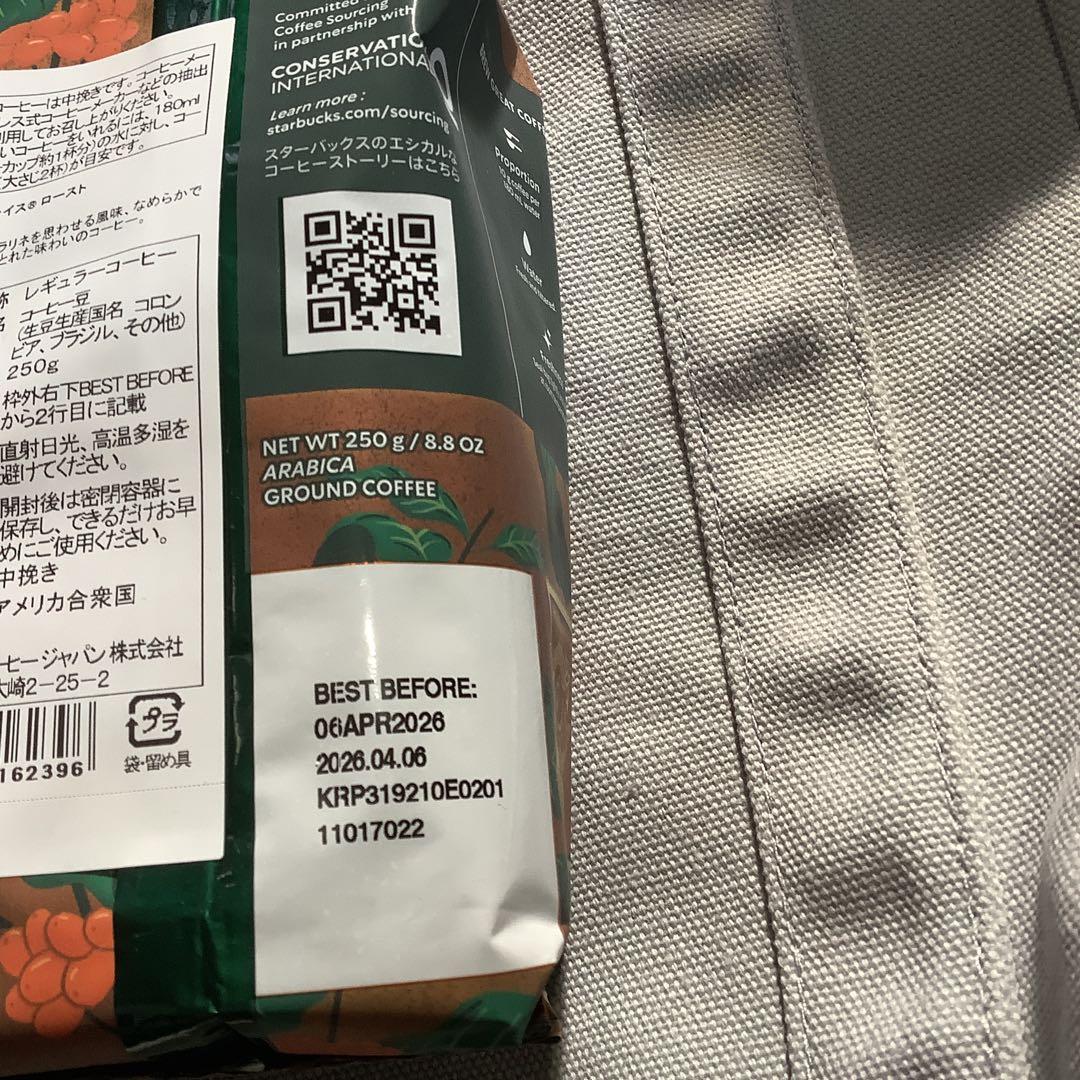 コーヒーは中挽きです。コーヒーメー
レス式コーヒーメーカーなどの抽出
利用してお召し上がりください。
いコーヒーをいれるには、180ml
カップ約1杯分)の水に対し、コー
(大さじ2杯)が目安です。
イス® ロースト
ラリネを思わせる風味、なめらかで
とれた味わいのコーヒー。
称 レギュラーコーヒー
名 コーヒー豆
(生豆生産国名 コロン
ビア、ブラジル、その他)
250g
枠外右下BEST BEFORE
から2行目に記載
直射日光、高温多湿を
避けてください。
開封後は密閉容器に
保存し、できるだけお早
めにご使用ください。
中挽き
アメリカ合衆国
ーヒージャパン 株式会社
大崎2-25-2
162396
プラ
袋・留め具
Committed
Coffee Sourcing
in partnership with
CONSERVATIO
INTERNATIONA
Learn more :
starbucks.com/sourcing
スターバックスのエシカルな
コーヒーストーリーはこちら
NET WT 250 g / 8.8 OZ
ARABICA
GROUND COFFEE
BEST BEFORE:
06APR2026
2026.04.06
KRP319210E0201
11017022
GREAT COFF
Proportion
10 g coffee per
180 mL water
Water